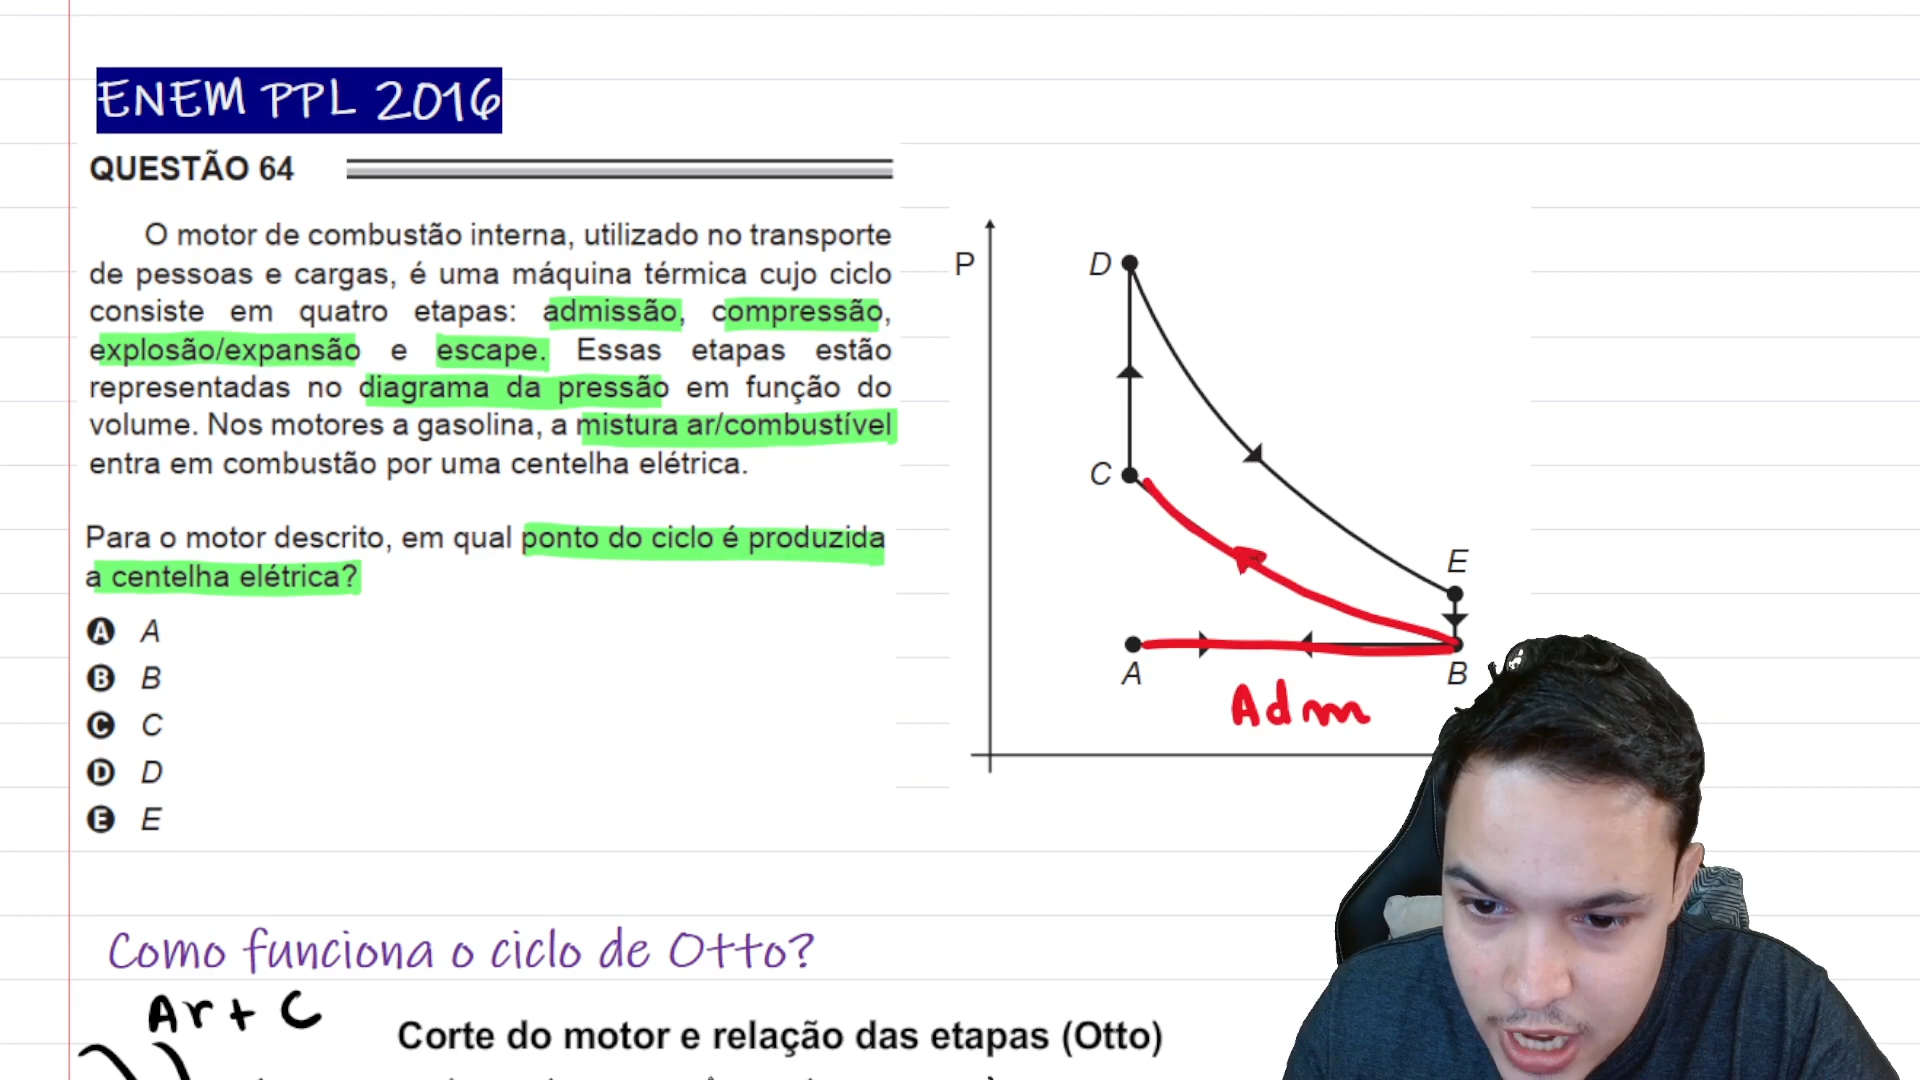 ENEM PPL 2016
QUESTÃO 64
O motor de combustão interna, utilizado no transporte
de pessoas e cargas, é uma máquina térmica cujo ciclo
consiste em quatro etapas: admissão, compressão,
explosão/expansão e escape. Essas etapas estão
representadas no diagrama da pressão em função do
volume. Nos motores a gasolina, a mistura ar/combustível
entra em combustão por uma centelha elétrica.
Para o motor descrito, em qual ponto do ciclo é produzida
a centelha elétrica?
A A
B B
C C
D D
E E
P
D
C
E
A
B
Adm
Como funciona o ciclo de Otto?
Ar + C
Corte do motor e relação das etapas (Otto)